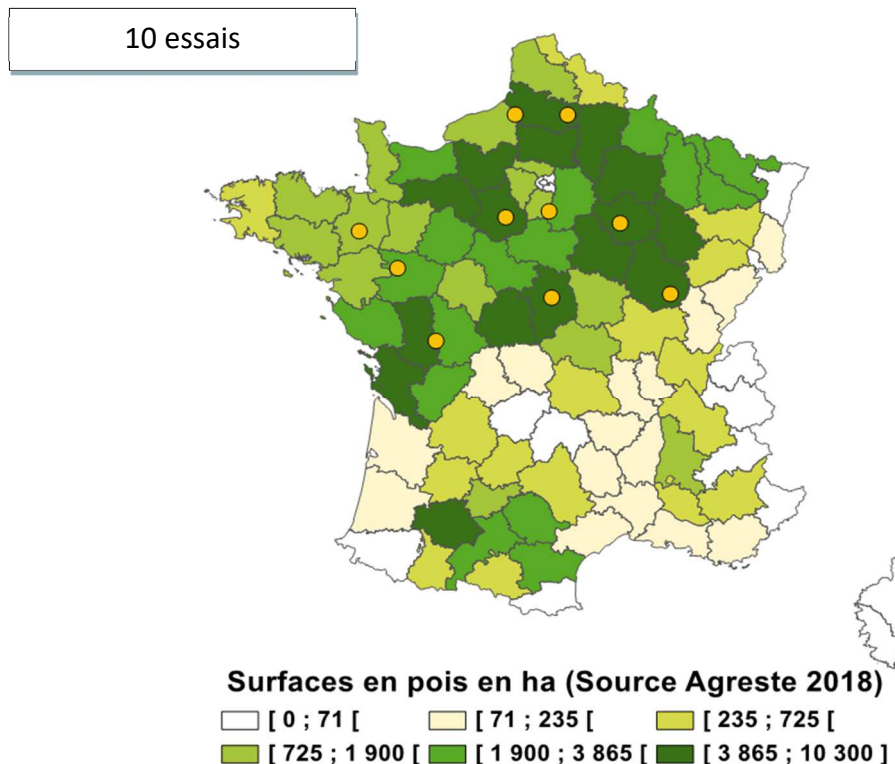 10 essais
Surfaces en pois en ha (Source Agreste 2018)
[ 0 ; 71 [ [ 71 ; 235 [ [ 235 ; 725 [
[ 725 ; 1 900 [ [ 1 900 ; 3 865 [ [ 3 865 ; 10 300 ]